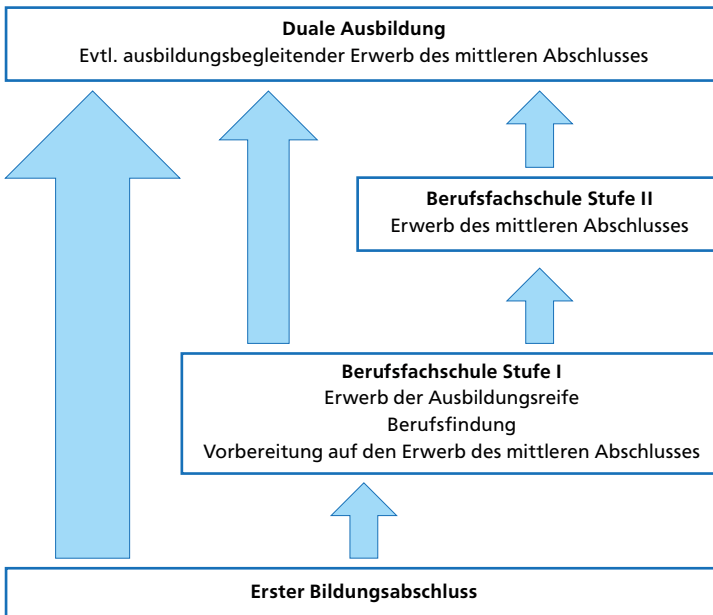 Duale Ausbildung
Evtl. ausbildungsbegleitender Erwerb des mittleren Abschlusses
Berufsfachschule Stufe II
Erwerb des mittleren Abschlusses
Berufsfachschule Stufe I
Erwerb der Ausbildungsreife
Berufsfindung
Vorbereitung auf den Erwerb des mittleren Abschlusses
Erster Bildungsabschluss